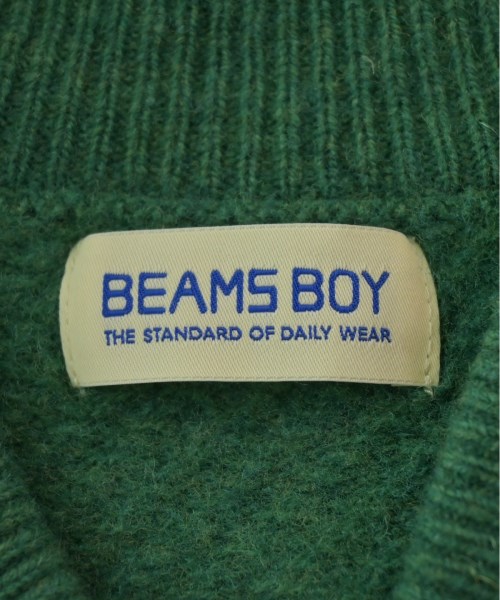 BEAMS BOY
THE STANDARD OF DAILY WEAR